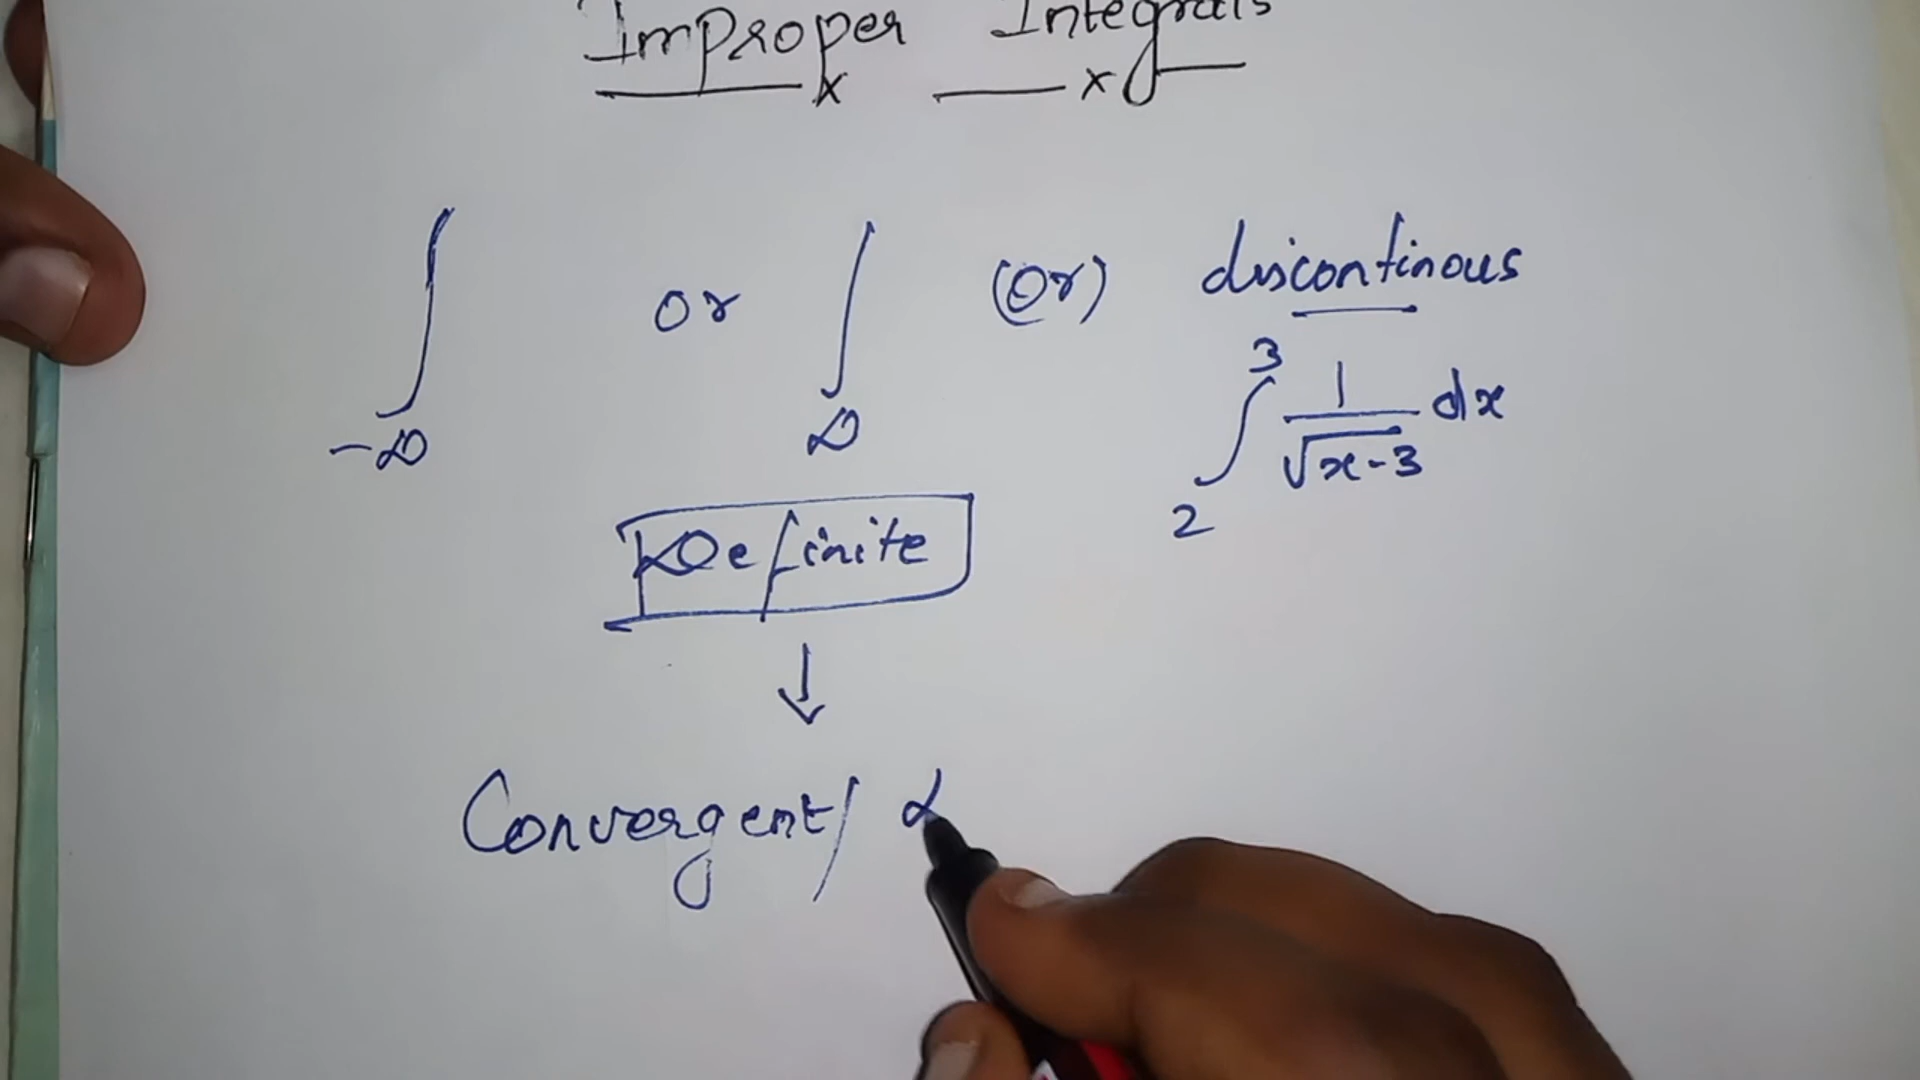 Improper Integrals
∫ or ∫ (or) discontinous
-∞ ∞
3
∫ 1/√x-3 dx
2
Definite
↓
Convergent/ d